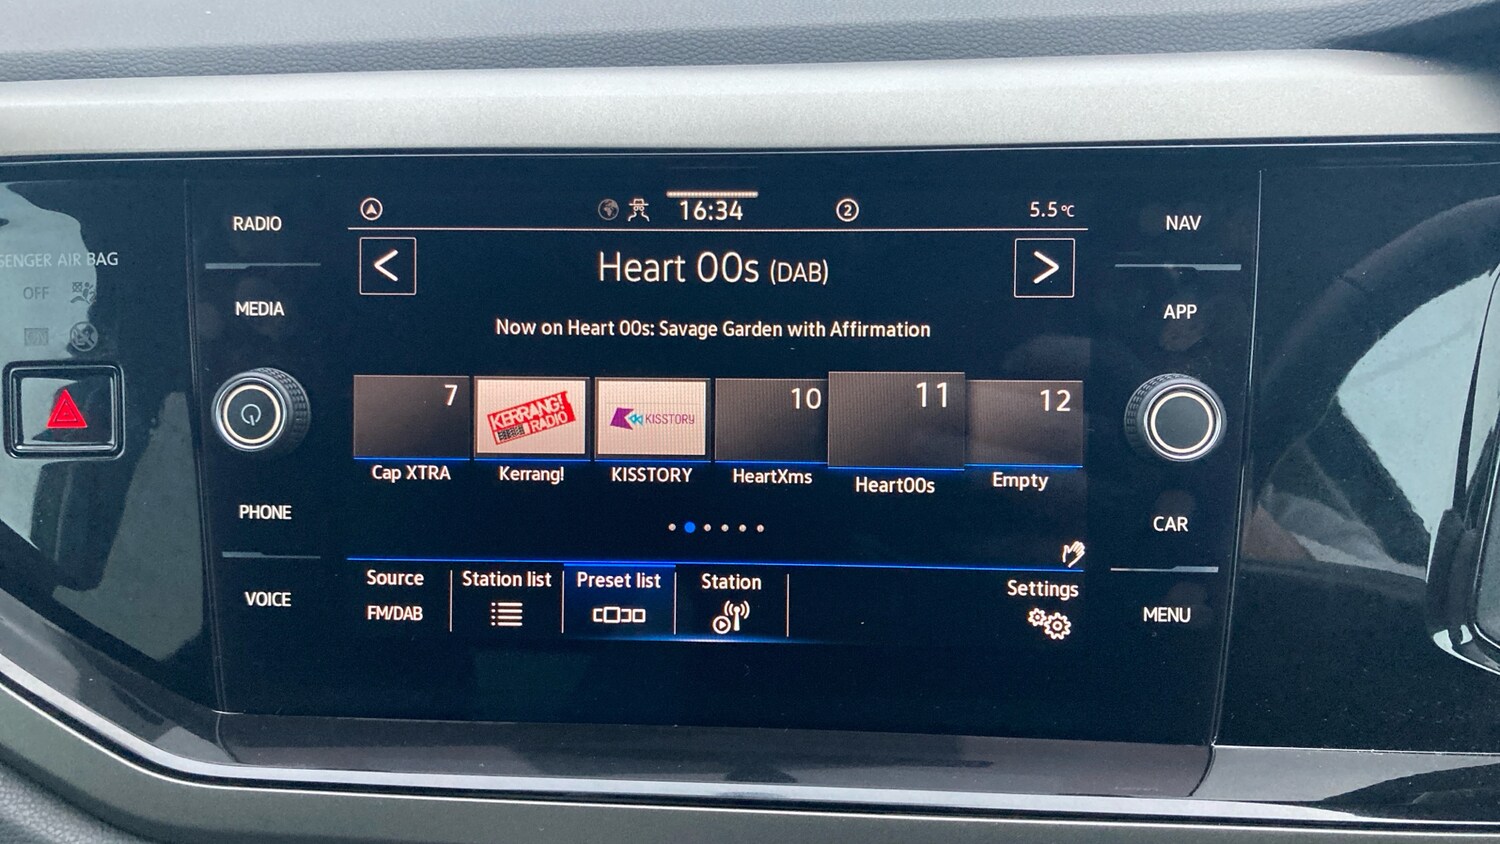 RADIO
MEDIA
PHONE
VOICE
SENGER AIR BAG
OFF
16:34
2
5.5°C
<
Heart 00s (DAB)
>
Now on Heart 00s: Savage Garden with Affirmation
7
KERRANG!
RADIO
KISSTORY
10
11
12
Cap XTRA
Kerrang!
KISSTORY
HeartXms
Heart00s
Empty
Source
FM/DAB
Station list
Preset list
Station
Settings
NAV
APP
CAR
MENU